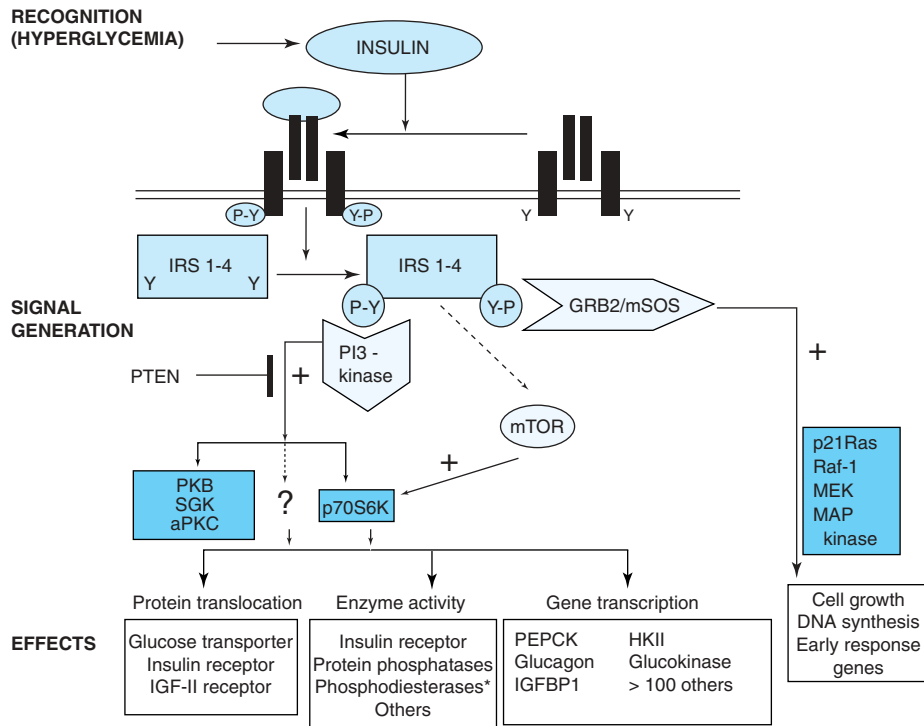 RECOGNITION
(HYPERGLYCEMIA)
INSULIN
P-Y
Y-P
Y
Y
IRS 1-4
Y
Y
IRS 1-4
P-Y
Y-P
GRB2/mSOS
SIGNAL
GENERATION
PI3 -
kinase
+
PTEN
+
mTOR
+
p21Ras
Raf-1
MEK
MAP
kinase
PKB
SGK
aPKC
?
p70S6K
Protein translocation
Enzyme activity
Gene transcription
EFFECTS
Glucose transporter
Insulin receptor
IGF-II receptor
Insulin receptor
Protein phosphatases
Phosphodiesterases*
Others
PEPCK
Glucagon
IGFBP1
HKII
Glucokinase
> 100 others
Cell growth
DNA synthesis
Early response
genes